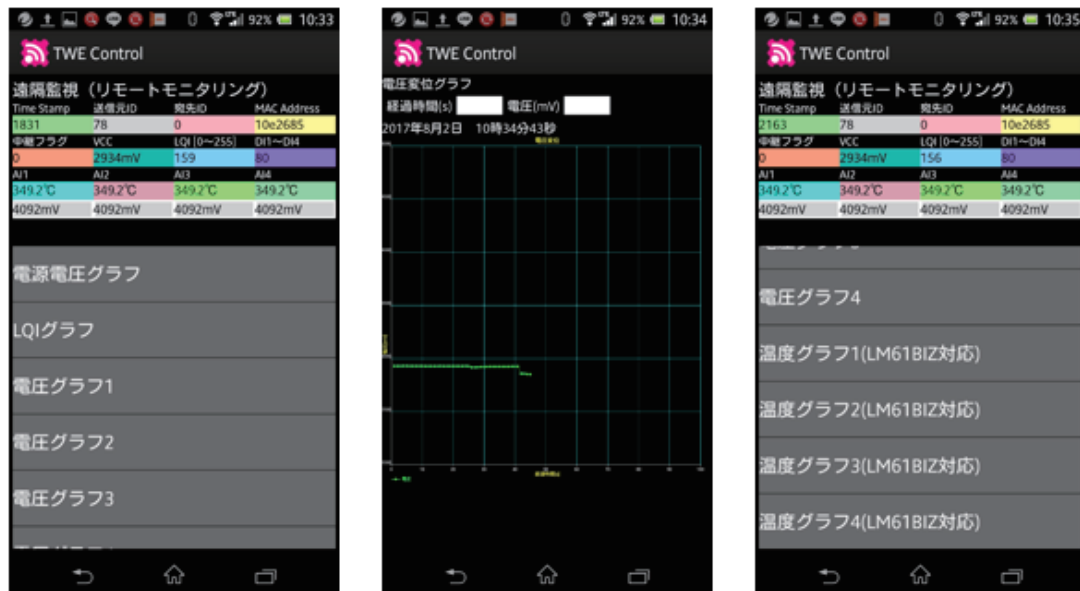 92% 10:33
TWE Control
遠隔監視（リモートモニタリング）
Time Stamp 送信元ID 宛先ID MAC Address
1831 78 0 10e2685
中継フラグ VCC LQI [0～255] DI1～DI4
0 2934mV 159 80
AI1 AI2 AI3 AI4
349.2℃ 349.2℃ 349.2℃ 349.2℃
4092mV 4092mV 4092mV 4092mV
電源電圧グラフ
LQIグラフ
電圧グラフ1
電圧グラフ2
電圧グラフ3
92% 10:34
TWE Control
電圧変位グラフ
経過時間(s) 電圧(mV)
2017年8月2日 10時34分43秒
92% 10:35
TWE Control
遠隔監視（リモートモニタリング）
Time Stamp 送信元ID 宛先ID MAC Address
2163 78 0 10e2685
中継フラグ VCC LQI [0～255] DI1～DI4
0 2934mV 156 80
AI1 AI2 AI3 AI4
349.2℃ 349.2℃ 349.2℃ 349.2℃
4092mV 4092mV 4092mV 4092mV
電圧グラフ4
温度グラフ1(LM61BIZ対応)
温度グラフ2(LM61BIZ対応)
温度グラフ3(LM61BIZ対応)
温度グラフ4(LM61BIZ対応)